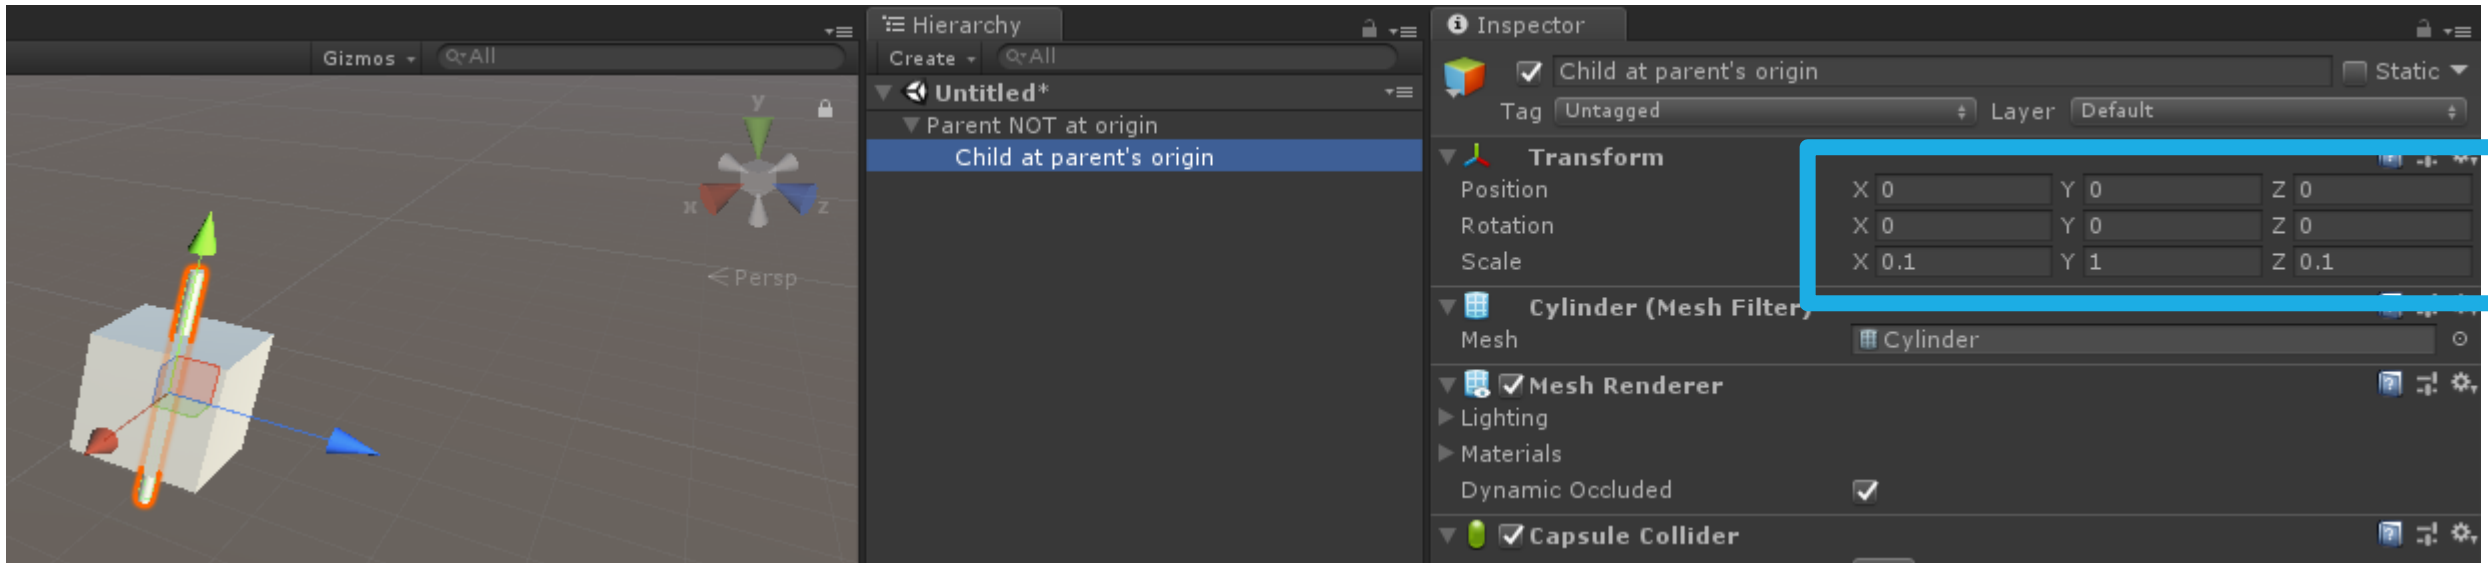 Gizmos
All
y
x
z
Persp
Hierarchy
Create
All
Untitled*
Parent NOT at origin
Child at parent's origin
Inspector
Child at parent's origin
Static
Tag Untagged Layer Default
Transform
Position X 0 Y 0 Z 0
Rotation X 0 Y 0 Z 0
Scale X 0.1 Y 1 Z 0.1
Cylinder (Mesh Filter)
Mesh Cylinder
Mesh Renderer
Lighting
Materials
Dynamic Occluded
Capsule Collider